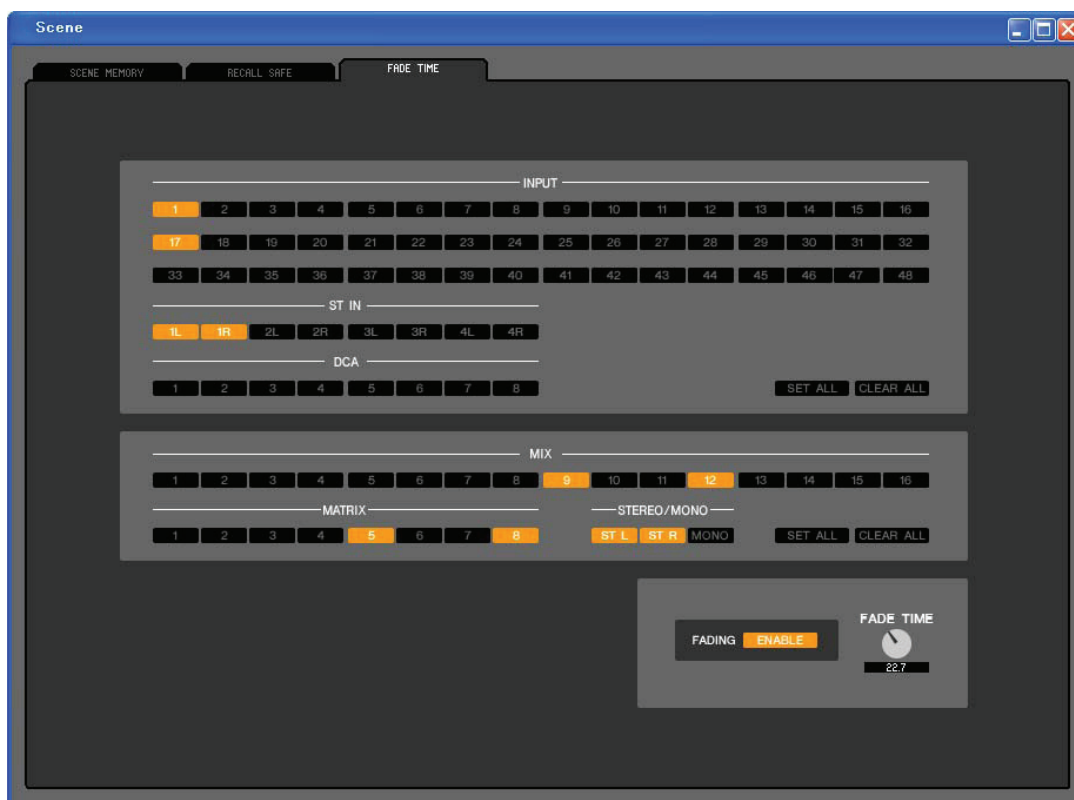 Scene
SCENE MEMORY RECALL SAFE FADE TIME
INPUT
1 2 3 4 5 6 7 8 9 10 11 12 13 14 15 16
17 18 19 20 21 22 23 24 25 26 27 28 29 30 31 32
33 34 35 36 37 38 39 40 41 42 43 44 45 46 47 48
ST IN
1L 1R 2L 2R 3L 3R 4L 4R
DCA
1 2 3 4 5 6 7 8 SET ALL CLEAR ALL
MIX
1 2 3 4 5 6 7 8 9 10 11 12 13 14 15 16
MATRIX STEREO/MONO
1 2 3 4 5 6 7 8 ST L ST R MONO SET ALL CLEAR ALL
FADE TIME
FADING ENABLE
22.7